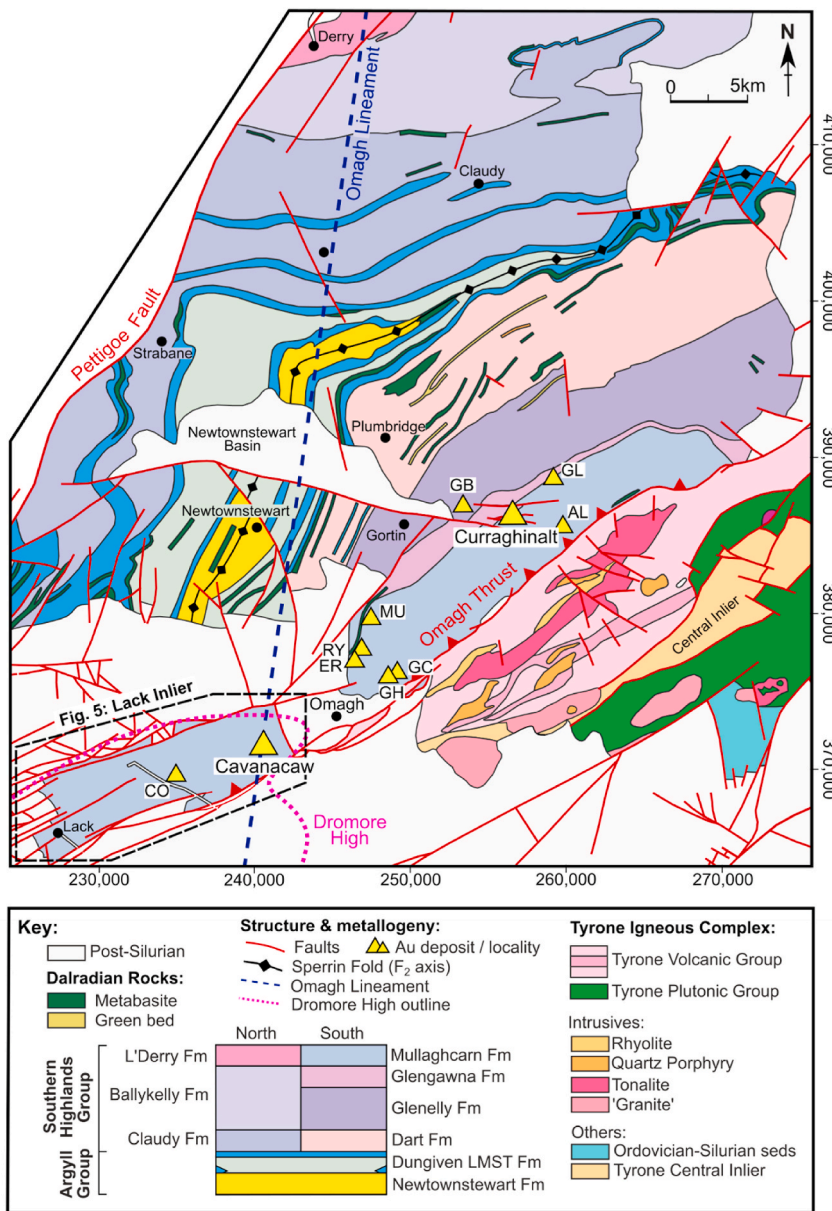 N
0 5km
Derry
Omagh Lineament
Claudy
410,000
400,000
390,000
380,000
370,000
Pettigoe Fault
Strabane
Newtownstewart
Basin
Plumbridge
GB
GL
AL
Curraghinalt
Newtownstewart
Gortin
Omagh Thrust
Central Inlier
MU
RY
ER
GC
GH
Omagh
Fig. 5: Lack Inlier
Cavanacaw
CO
Lack
Dromore
High
230,000 240,000 250,000 260,000 270,000
Key:
Post-Silurian
Dalradian Rocks:
Metabasite
Green bed
Structure & metallogeny:
Faults
Au deposit / locality
Sperrin Fold (F2 axis)
Omagh Lineament
Dromore High outline
North South
Southern
Highlands
Group
Argyll
Group
L'Derry Fm
Ballykelly Fm
Claudy Fm
Mullaghcarn Fm
Glengawna Fm
Glenelly Fm
Dart Fm
Dungiven LMST Fm
Newtownstewart Fm
Tyrone Igneous Complex:
Tyrone Volcanic Group
Tyrone Plutonic Group
Intrusives:
Rhyolite
Quartz Porphyry
Tonalite
'Granite'
Others:
Ordovician-Silurian seds
Tyrone Central Inlier